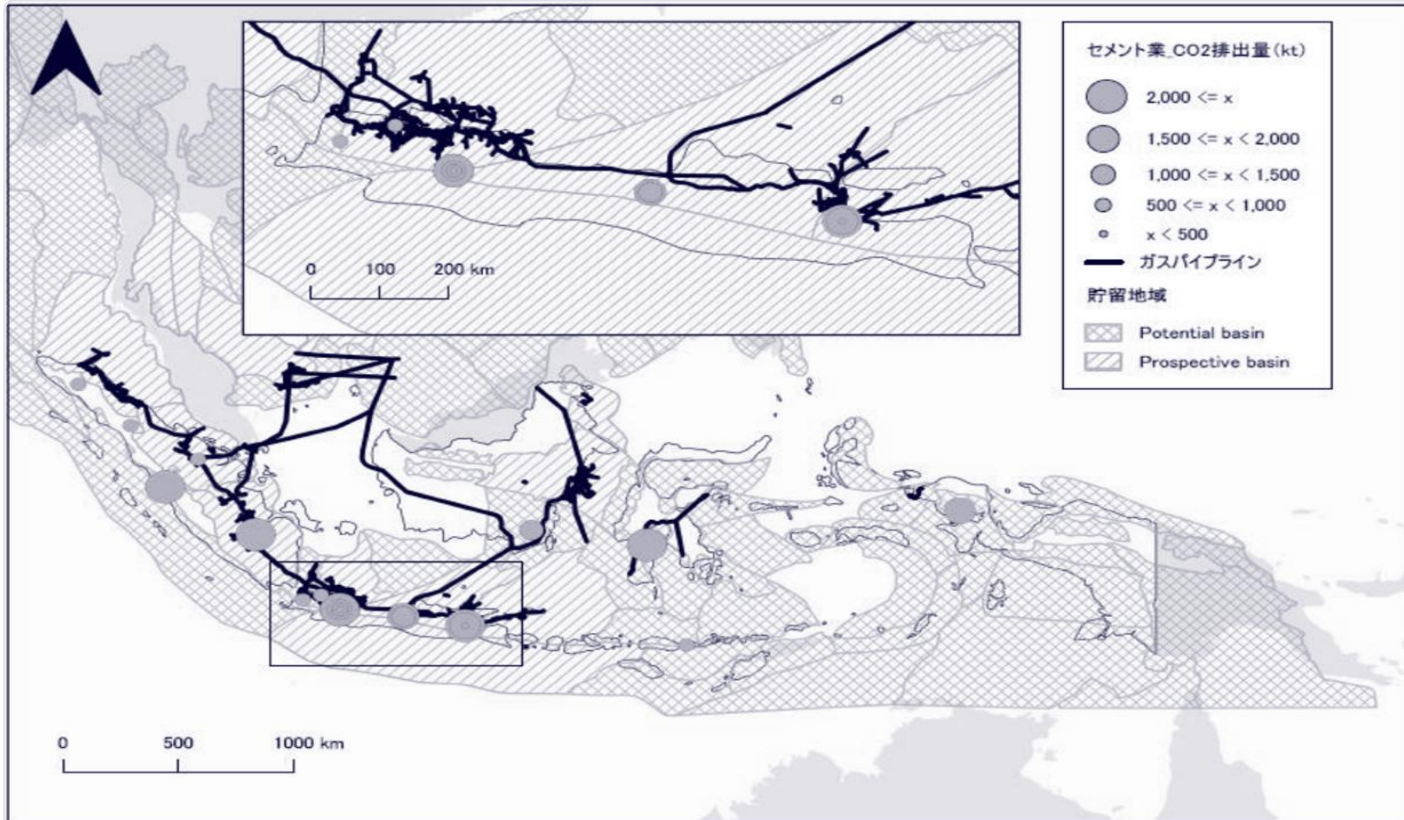 セメント業_CO2排出量(kt)
2,000 <= x
1,500 <= x < 2,000
1,000 <= x < 1,500
500 <= x < 1,000
x < 500
ガスパイプライン
貯留地域
Potential basin
Prospective basin
0 100 200 km
0 500 1000 km